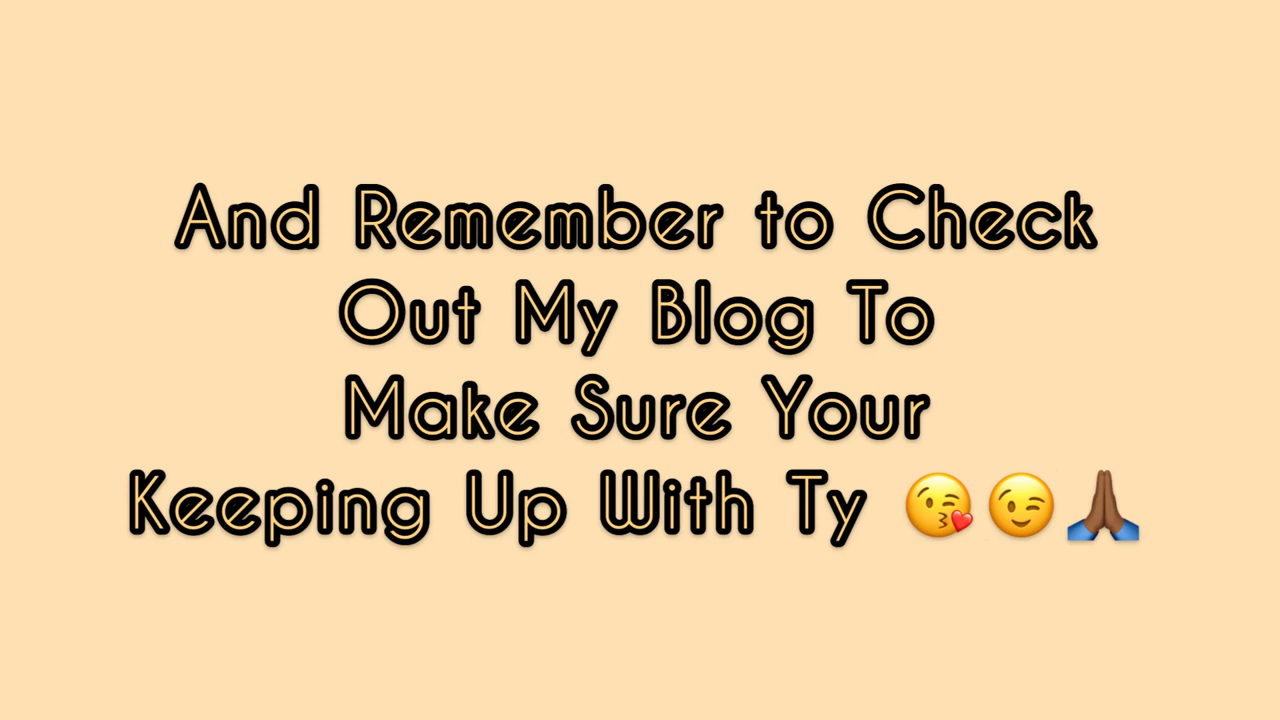 And Remember to Check
Out My Blog To
Make Sure Your
Keeping Up With Ty 😘😉🙏🏾